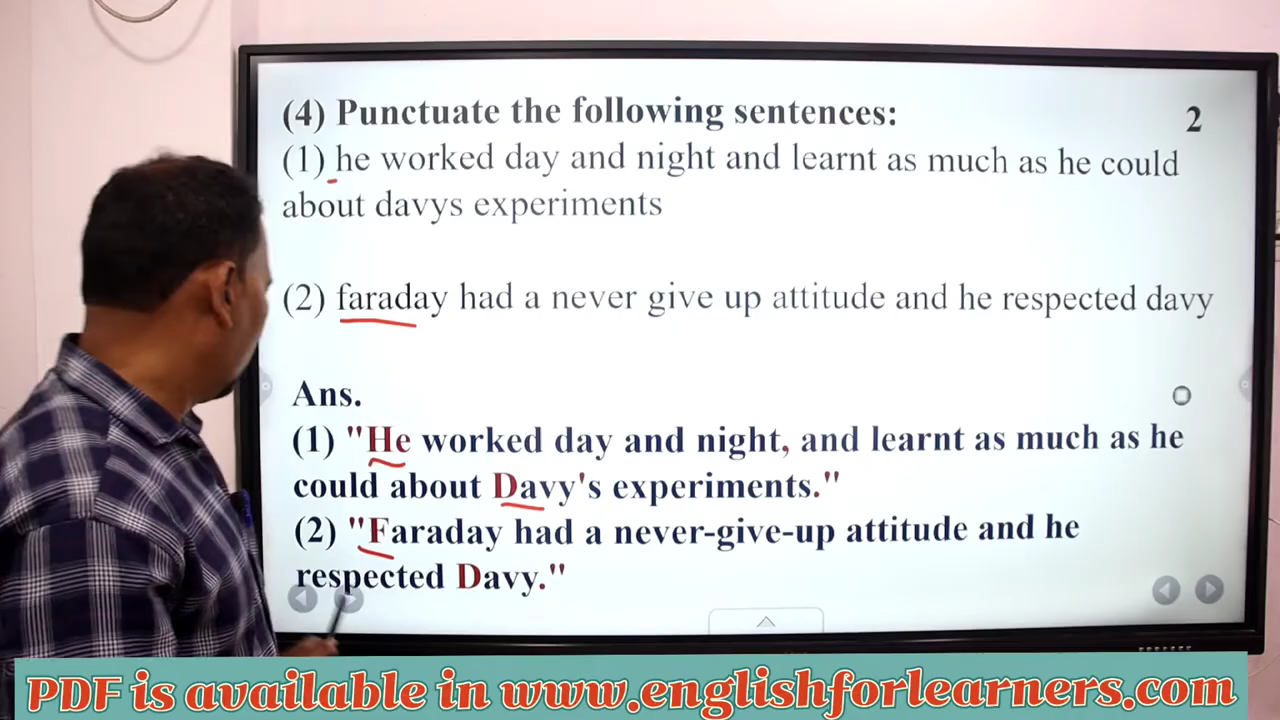 (4) Punctuate the following sentences: 2
(1) he worked day and night and learnt as much as he could
about davys experiments
(2) faraday had a never give up attitude and he respected davy
Ans.
(1) "He worked day and night, and learnt as much as he
could about Davy's experiments."
(2) "Faraday had a never-give-up attitude and he
respected Davy."
PDF is available in www.englishforlearners.com